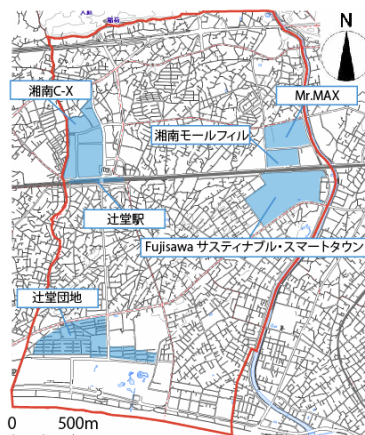 N
湘南C-X
Mr.MAX
湘南モールフィル
辻堂駅
Fujisawa サスティナブル・スマートタウン
辻堂団地
0 500m